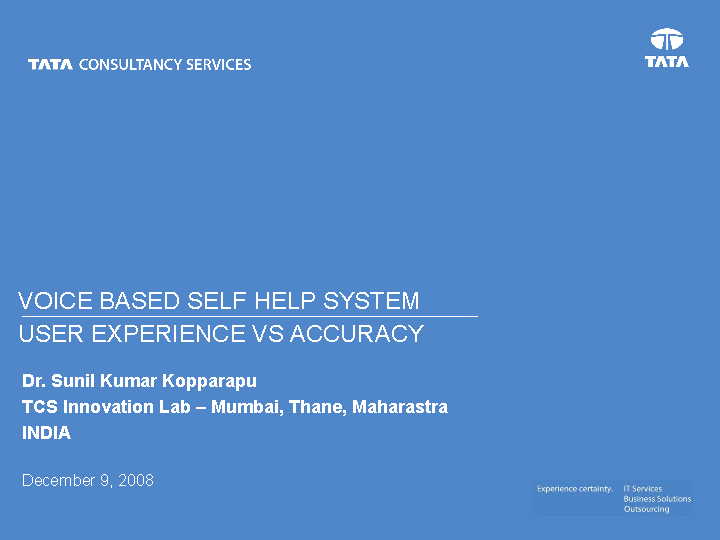 TATA CONSULTANCY SERVICES
TATA
VOICE BASED SELF HELP SYSTEM
USER EXPERIENCE VS ACCURACY
Dr. Sunil Kumar Kopparapu
TCS Innovation Lab – Mumbai, Thane, Maharastra
INDIA
December 9, 2008
Experience certainty. IT Services
Business Solutions
Outsourcing